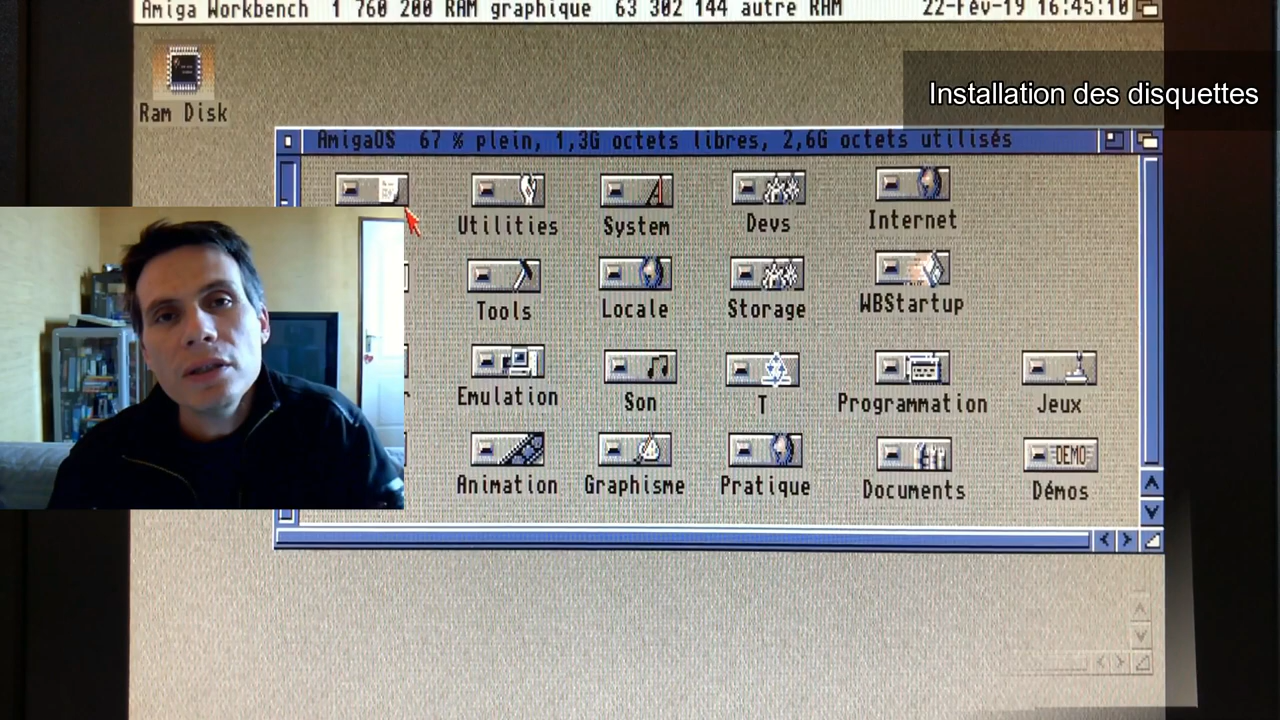 Amiga Workbench 1 760 200 RAM graphique 63 302 144 autre RAM 22-Fév-19 16:45:10
Ram Disk
Installation des disquettes
AmigaOS 67 % plein, 1,3G octets libres, 2,6G octets utilisés
Utilities System Devs Internet
Tools Locale Storage WBStartup
Emulation Son T Programmation Jeux
Animation Graphisme Pratique Documents DEMO
Démos